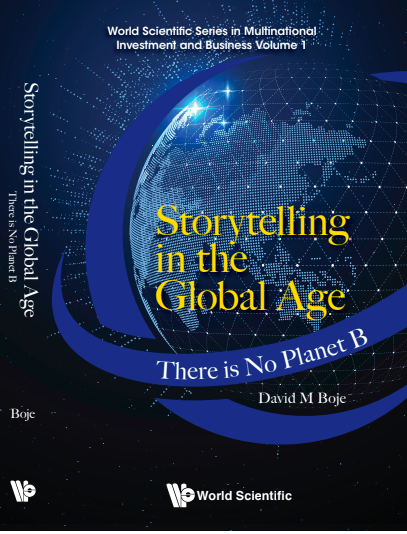 World Scientific Series in Multinational
Investment and Business Volume 1
Storytelling
in the
Global Age
There is No Planet B
David M Boje
World Scientific
Storytelling in the Global Age
There is No Planet B
Boje